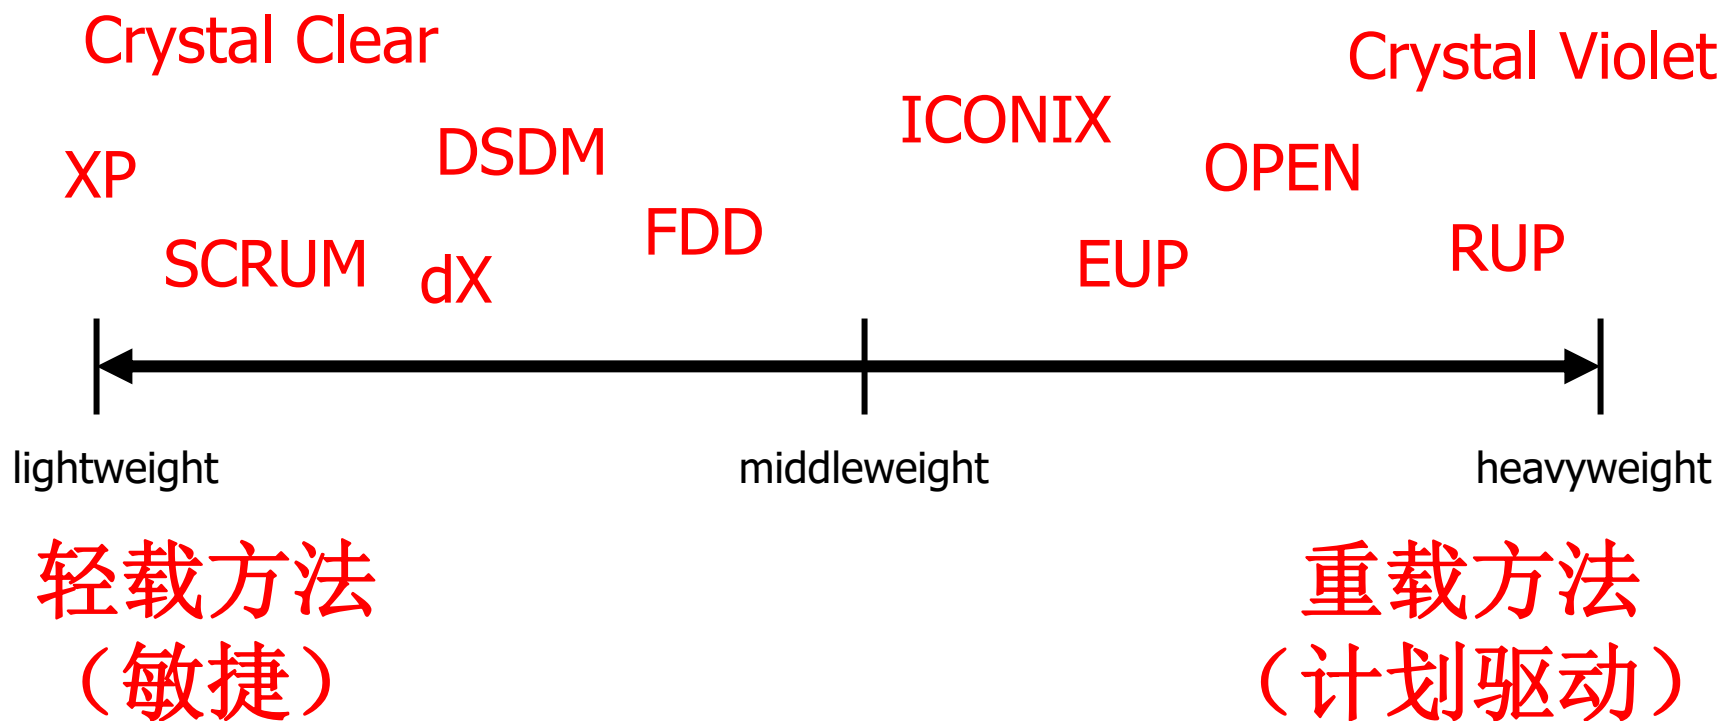 Crystal Clear
Crystal Violet
ICONIX
DSDM
OPEN
XP
FDD
RUP
SCRUM
dX
EUP
lightweight
middleweight
heavyweight
轻载方法
（敏捷）
重载方法
（计划驱动）